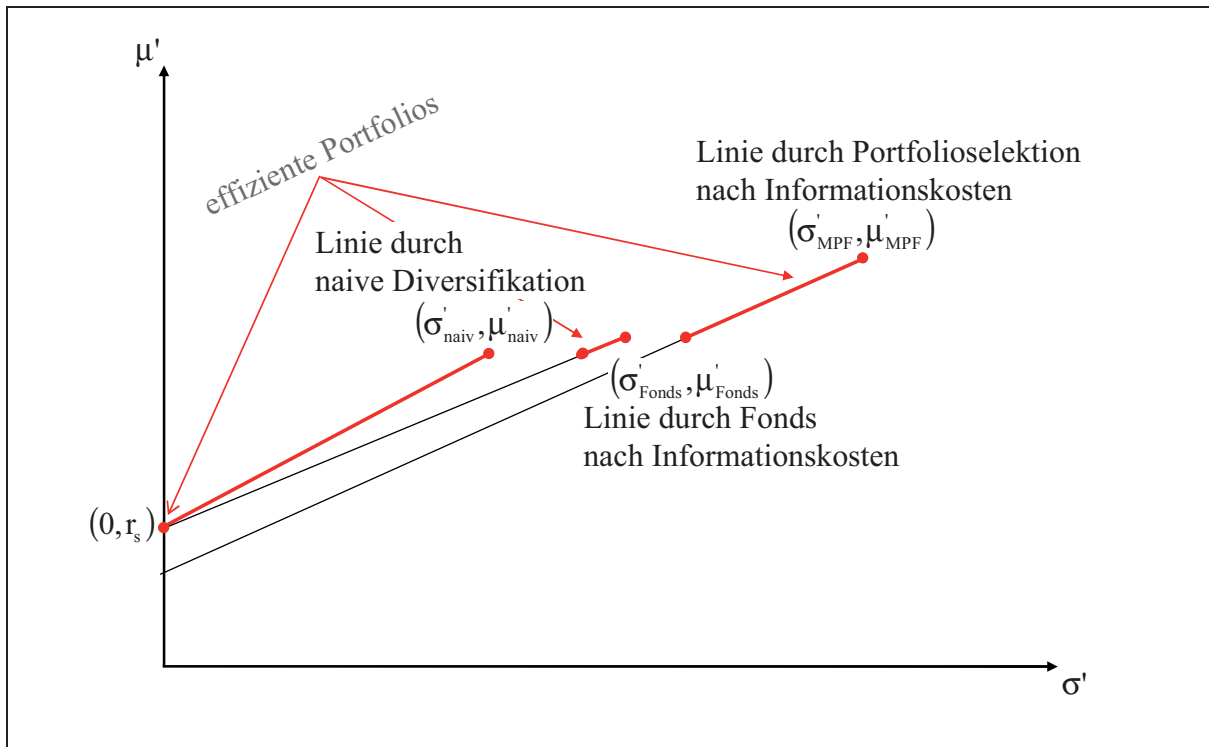 μ'
effiziente Portfolios
Linie durch Portfolioselektion
nach Informationskosten
(σ'MPF, μ'MPF)
Linie durch
naive Diversifikation
(σ'naiv, μ'naiv)
(σ'Fonds, μ'Fonds)
Linie durch Fonds
nach Informationskosten
(0, rs)
σ'